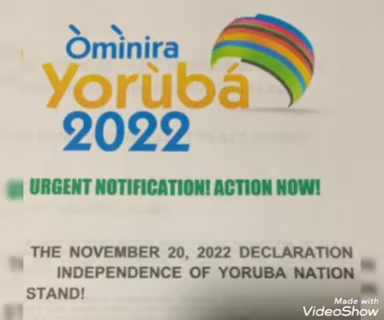 Òmìnira
Yorùbá
2022
URGENT NOTIFICATION! ACTION NOW!
THE NOVEMBER 20, 2022 DECLARATION
INDEPENDENCE OF YORUBA NATION
STAND!
Made with
VideoShow